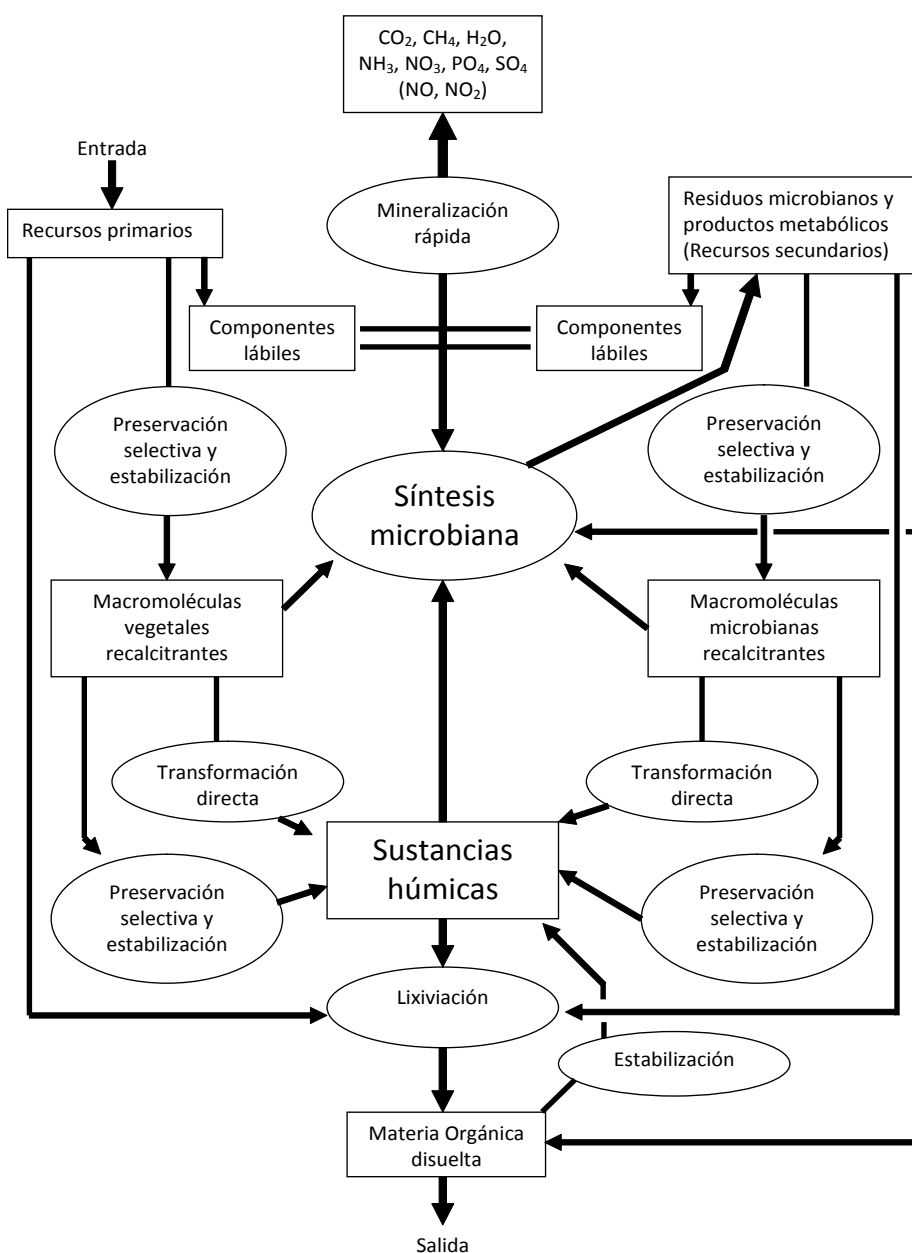 CO₂, CH₄, H₂O,
NH₃, NO₃, PO₄, SO₄
(NO, NO₂)
Entrada
Mineralización
rápida
Residuos microbianos y
productos metabólicos
(Recursos secundarios)
Recursos primarios
Componentes
lábiles
Componentes
lábiles
Preservación
selectiva y
estabilización
Preservación
selectiva y
estabilización
Síntesis
microbiana
Macromoléculas
vegetales
recalcitrantes
Macromoléculas
microbianas
recalcitrantes
Transformación
directa
Transformación
directa
Sustancias
húmicas
Preservación
selectiva y
estabilización
Preservación
selectiva y
estabilización
Lixiviación
Estabilización
Materia Orgánica
disuelta
Salida